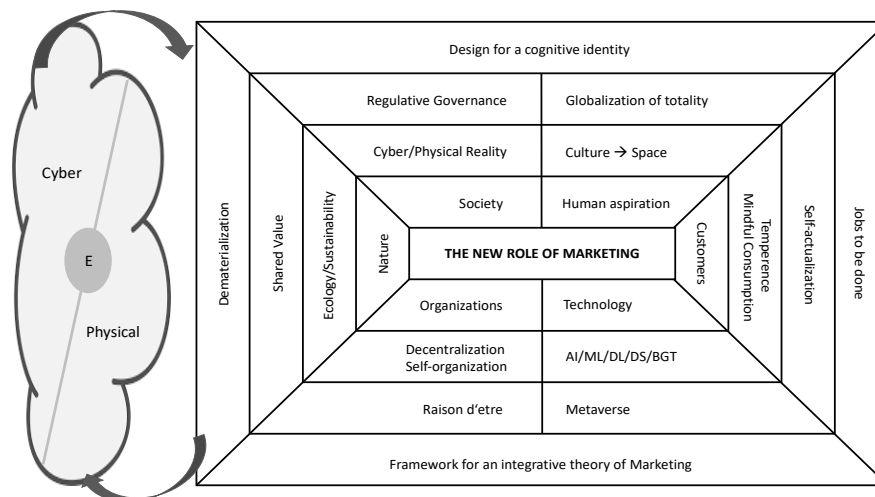 Design for a cognitive identity
Regulative Governance
Globalization of totality
Cyber/Physical Reality
Culture → Space
Society
Human aspiration
Cyber
E
Physical
Dematerialization
Shared Value
Ecology/Sustainability
Nature
THE NEW ROLE OF MARKETING
Customers
Temperence
Mindful Consumption
Self-actualization
Jobs to be done
Organizations
Technology
Decentralization
Self-organization
AI/ML/DL/DS/BGT
Raison d‘etre
Metaverse
Framework for an integrative theory of Marketing